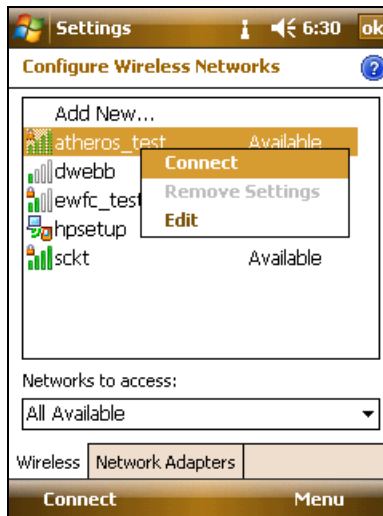 Settings 6:30 ok
Configure Wireless Networks ?
Add New...
atheros_test Available
Connect
dwebb
Remove Settings
ewfc_test
Edit
hpsetup
sckt Available
Networks to access:
All Available
Wireless Network Adapters
Connect Menu